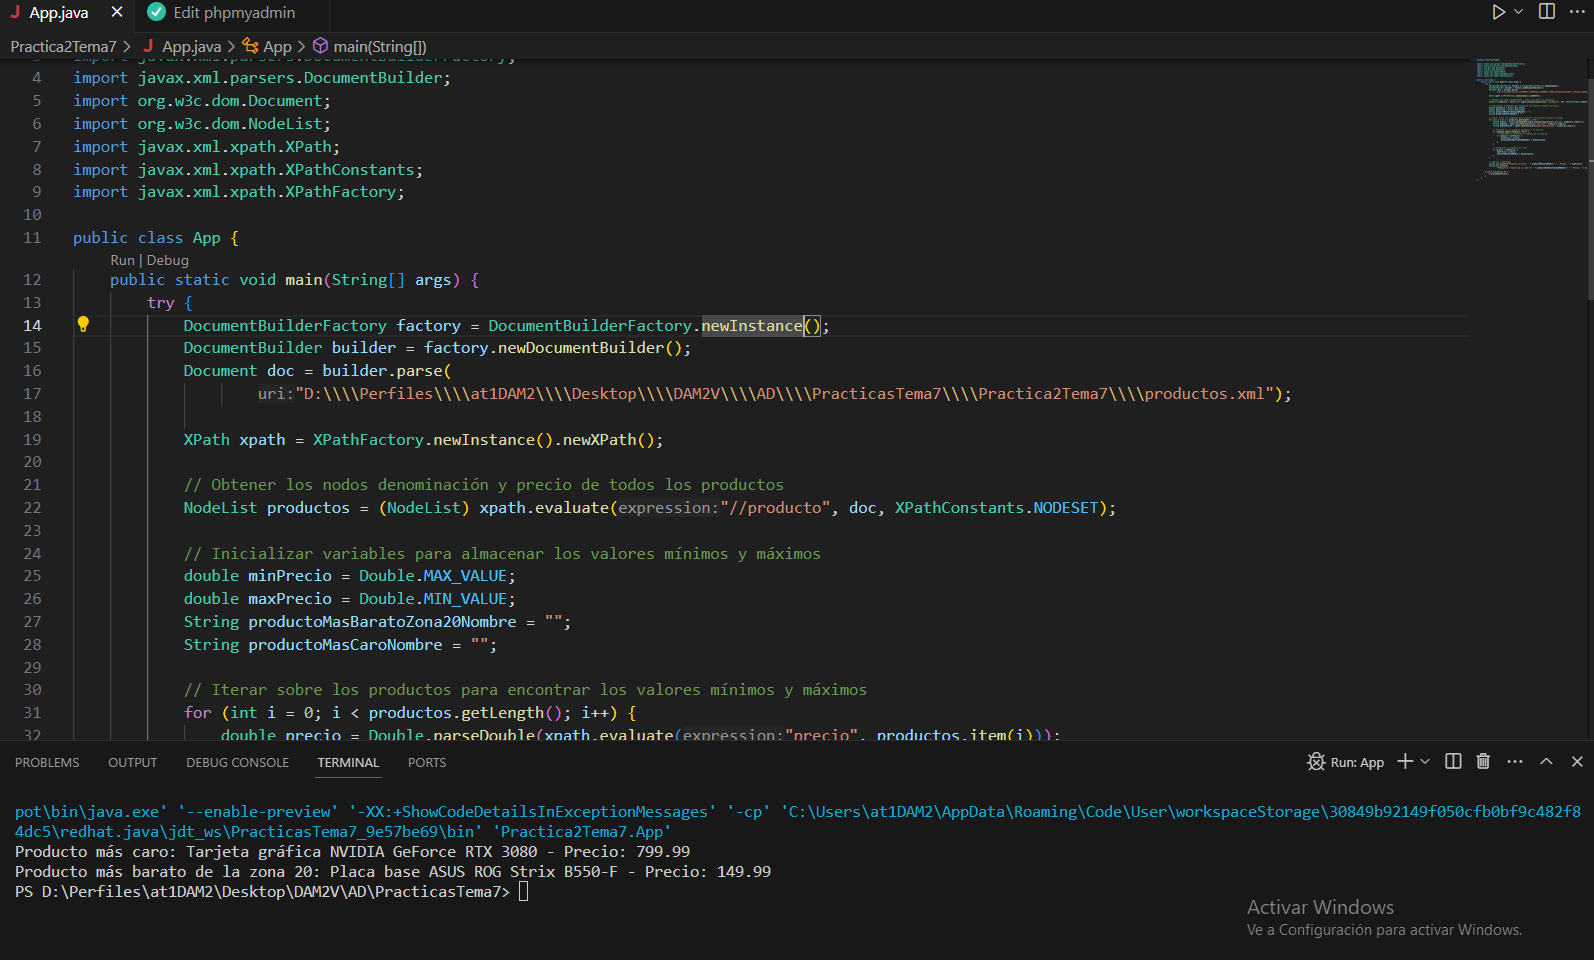 App.java
Edit phpmyadmin
Practica2Tema7 > App.java > App > main(String[])
3 import javax.xml.parsers.DocumentBuilderFactory;
4 import javax.xml.parsers.DocumentBuilder;
5 import org.w3c.dom.Document;
6 import org.w3c.dom.NodeList;
7 import javax.xml.xpath.XPath;
8 import javax.xml.xpath.XPathConstants;
9 import javax.xml.xpath.XPathFactory;
10
11 public class App {
Run | Debug
12 public static void main(String[] args) {
13 try {
14 DocumentBuilderFactory factory = DocumentBuilderFactory.newInstance();
15 DocumentBuilder builder = factory.newDocumentBuilder();
16 Document doc = builder.parse(
17 uri:"D:\\\\Perfiles\\\\at1DAM2\\\\Desktop\\\\DAM2V\\\\AD\\\\PracticasTema7\\\\Practica2Tema7\\\\productos.xml");
18
19 XPath xpath = XPathFactory.newInstance().newXPath();
20
21 // Obtener los nodos denominación y precio de todos los productos
22 NodeList productos = (NodeList) xpath.evaluate(expression:"//producto", doc, XPathConstants.NODESET);
23
24 // Inicializar variables para almacenar los valores mínimos y máximos
25 double minPrecio = Double.MAX_VALUE;
26 double maxPrecio = Double.MIN_VALUE;
27 String productoMasBaratoZona20Nombre = "";
28 String productoMasCaroNombre = "";
29
30 // Iterar sobre los productos para encontrar los valores mínimos y máximos
31 for (int i = 0; i < productos.getLength(); i++) {
32 double precio = Double.parseDouble(xpath.evaluate(expression:"precio", productos.item(i)));
PROBLEMS OUTPUT DEBUG CONSOLE TERMINAL PORTS
Run: App
pot\bin\java.exe' '--enable-preview' '-XX:+ShowCodeDetailsInExceptionMessages' '-cp' 'C:\Users\at1DAM2\AppData\Roaming\Code\User\workspaceStorage\30849b92149f050cfb0bf9c482f8
4dc5\redhat.java\jdt_ws\PracticasTema7_9e57be69\bin' 'Practica2Tema7.App'
Producto más caro: Tarjeta gráfica NVIDIA GeForce RTX 3080 - Precio: 799.99
Producto más barato de la zona 20: Placa base ASUS ROG Strix B550-F - Precio: 149.99
PS D:\Perfiles\at1DAM2\Desktop\DAM2V\AD\PracticasTema7>
Activar Windows
Ve a Configuración para activar Windows.